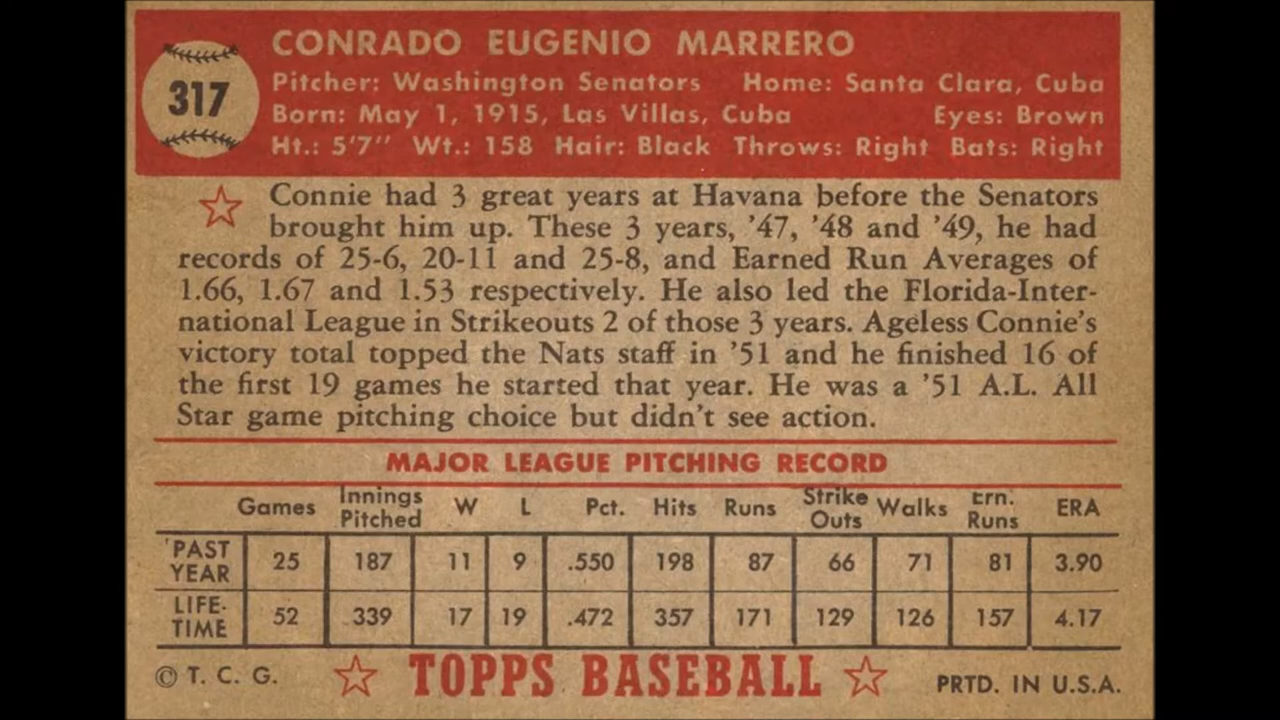 317
CONRADO EUGENIO MARRERO
Pitcher: Washington Senators Home: Santa Clara, Cuba
Born: May 1, 1915, Las Villas, Cuba Eyes: Brown
Ht.: 5'7" Wt.: 158 Hair: Black Throws: Right Bats: Right
Connie had 3 great years at Havana before the Senators
brought him up. These 3 years, '47, '48 and '49, he had
records of 25-6, 20-11 and 25-8, and Earned Run Averages of
1.66, 1.67 and 1.53 respectively. He also led the Florida-Inter-
national League in Strikeouts 2 of those 3 years. Ageless Connie's
victory total topped the Nats staff in '51 and he finished 16 of
the first 19 games he started that year. He was a '51 A.L. All
Star game pitching choice but didn't see action.
MAJOR LEAGUE PITCHING RECORD
Games Innings Pitched W L Pct. Hits Runs Strike Outs Walks Ern. Runs ERA
PAST YEAR 25 187 11 9 .550 198 87 66 71 81 3.90
LIFE-TIME 52 339 17 19 .472 357 171 129 126 157 4.17
© T. C. G. TOPPS BASEBALL PRTD. IN U.S.A.